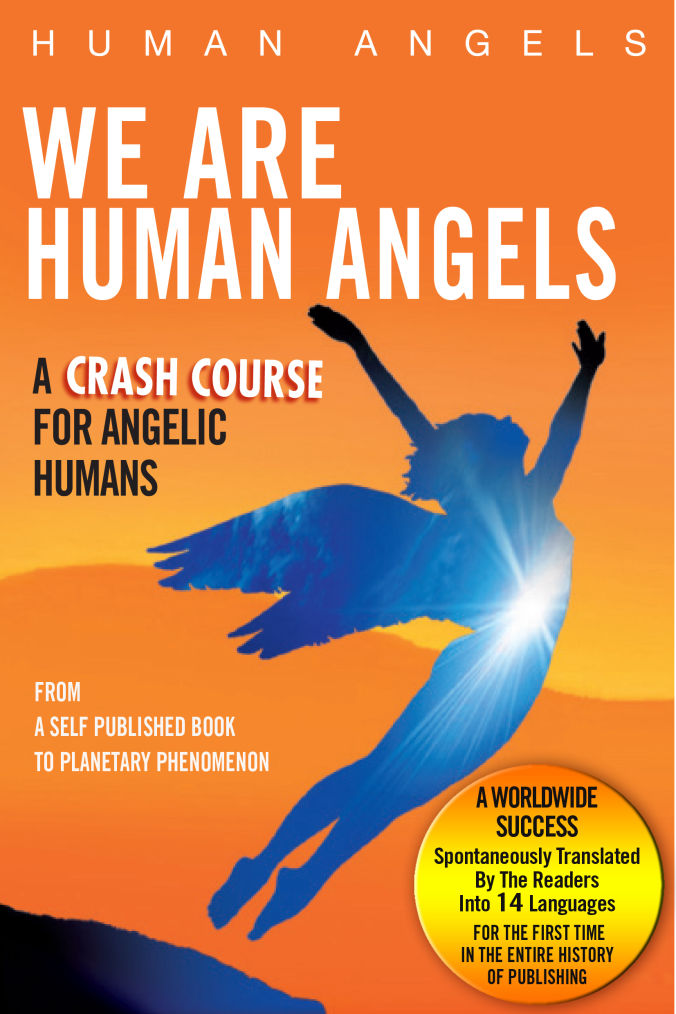 HUMAN ANGELS
WE ARE
HUMAN ANGELS
A CRASH COURSE
FOR ANGELIC
HUMANS
FROM
A SELF PUBLISHED BOOK
TO PLANETARY PHENOMENON
A WORLDWIDE
SUCCESS
Spontaneously Translated
By The Readers
Into 14 Languages
FOR THE FIRST TIME
IN THE ENTIRE HISTORY
OF PUBLISHING